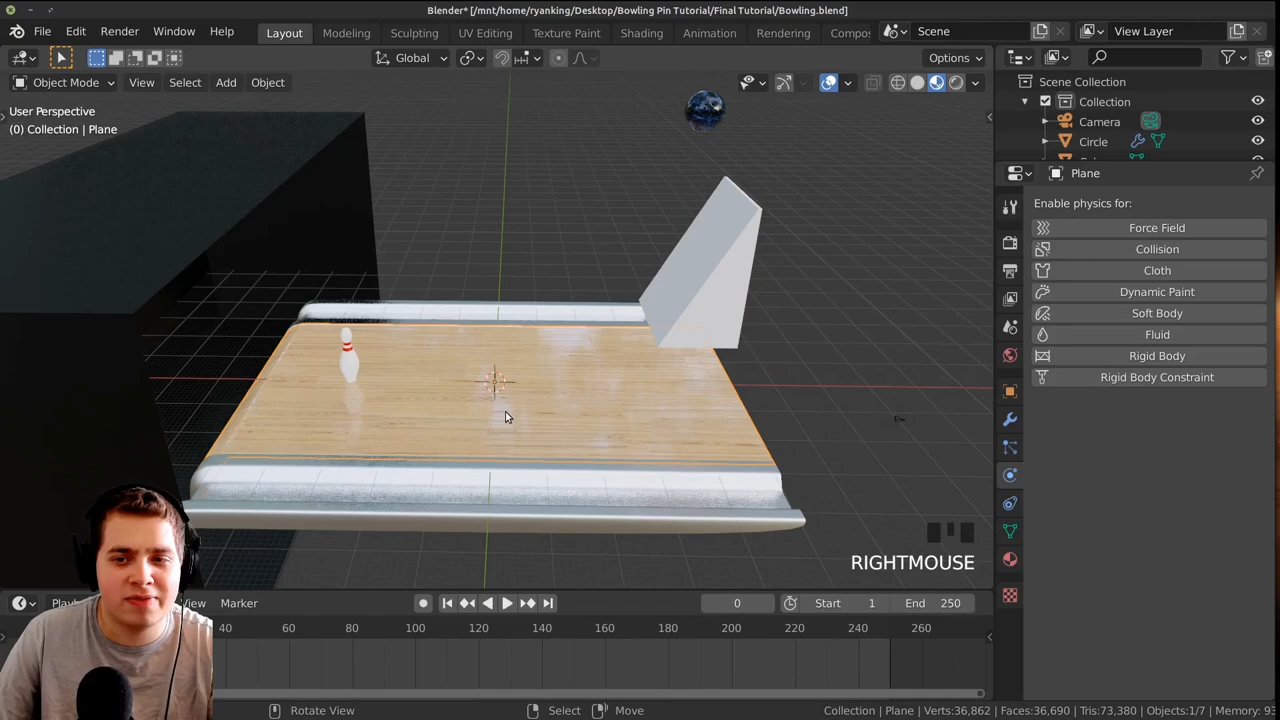 Blender* [/mnt/home/ryanking/Desktop/Bowling Pin Tutorial/Final Tutorial/Bowling.blend]
File Edit Render Window Help Layout Modeling Sculpting UV Editing Texture Paint Shading Animation Compos Scene View Layer
Global Options
Object Mode View Select Add Object
User Perspective
(0) Collection | Plane
Scene Collection
Collection
Camera
Circle
Plane
Enable physics for:
Force Field
Collision
Cloth
Dynamic Paint
Soft Body
Fluid
Rigid Body
Rigid Body Constraint
RIGHTMOUSE
View Marker 0 Start 1 End 250
40 60 80 100 120 140 160 180 200 220 240 260
Rotate View Select Move Collection | Plane Verts:36,862 | Faces:36,690 | Tris:73,380 | Objects:1/7 | Memory: 93